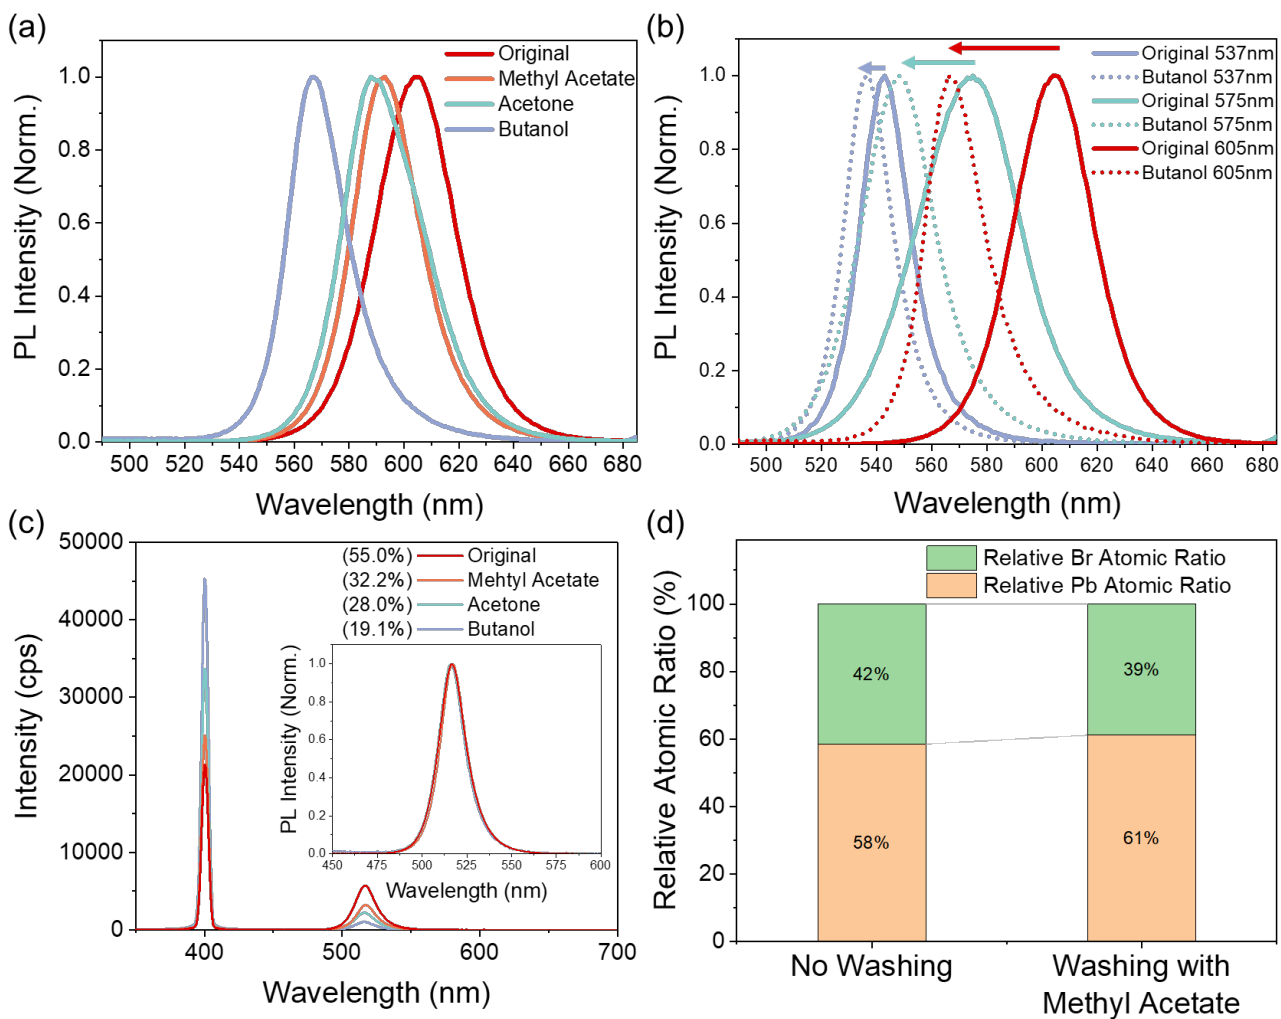 (a)
Original
Methyl Acetate
Acetone
Butanol
1.0
0.8
0.6
0.4
0.2
0.0
PL Intensity (Norm.)
500 520 540 560 580 600 620 640 660 680
Wavelength (nm)
(b)
Original 537nm
Butanol 537nm
Original 575nm
Butanol 575nm
Original 605nm
Butanol 605nm
1.0
0.8
0.6
0.4
0.2
0.0
PL Intensity (Norm.)
500 520 540 560 580 600 620 640 660 680
Wavelength (nm)
(c)
(55.0%) Original
(32.2%) Mehtyl Acetate
(28.0%) Acetone
(19.1%) Butanol
50000
40000
30000
20000
10000
0
Intensity (cps)
400 500 600 700
Wavelength (nm)
1.0
0.8
0.6
0.4
0.2
0.0
PL Intensity (Norm.)
450 475 500 525 550 575 600
Wavelength (nm)
(d)
Relative Br Atomic Ratio
Relative Pb Atomic Ratio
100
80
60
40
20
0
Relative Atomic Ratio (%)
42%
39%
58%
61%
No Washing
Washing with
Methyl Acetate